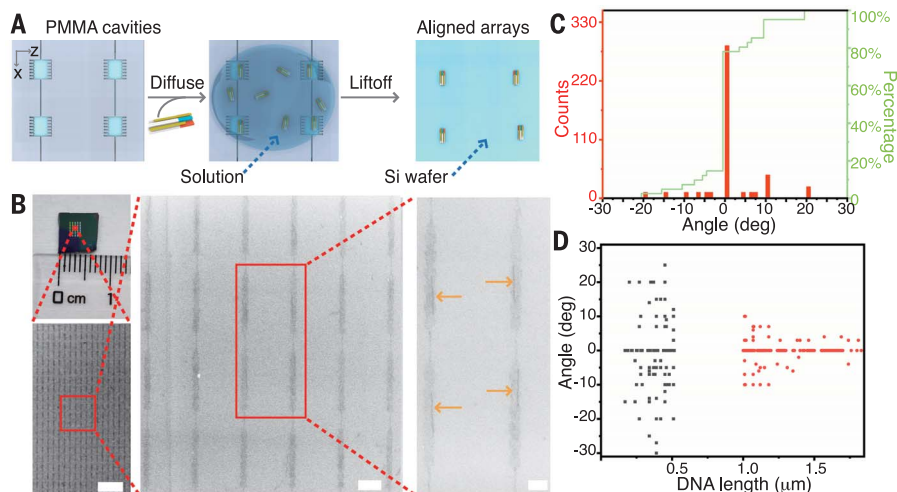 A
PMMA cavities
Z
X
Diffuse
Solution
Liftoff
Aligned arrays
Si wafer
B
0 cm
1
C
330
220
110
0
Counts
100%
80%
60%
40%
20%
Percentage
-30
-20
-10
0
10
20
30
Angle (deg)
D
30
20
10
0
-10
-20
-30
Angle (deg)
0.5
1.0
1.5
DNA length (μm)